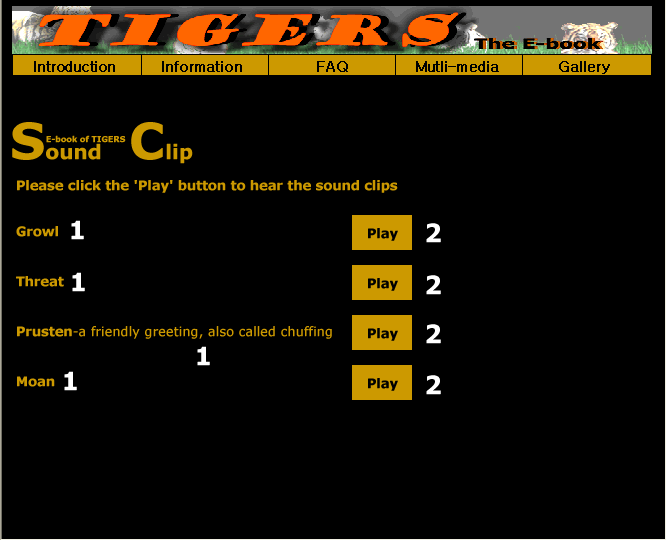 TIGERS
The E-book
Introduction Information FAQ Mutli-media Gallery
E-book of TIGERS
Sound Clip
Please click the 'Play' button to hear the sound clips
Growl 1 Play 2
Threat 1 Play 2
Prusten-a friendly greeting, also called chuffing Play 2
1
Moan 1 Play 2